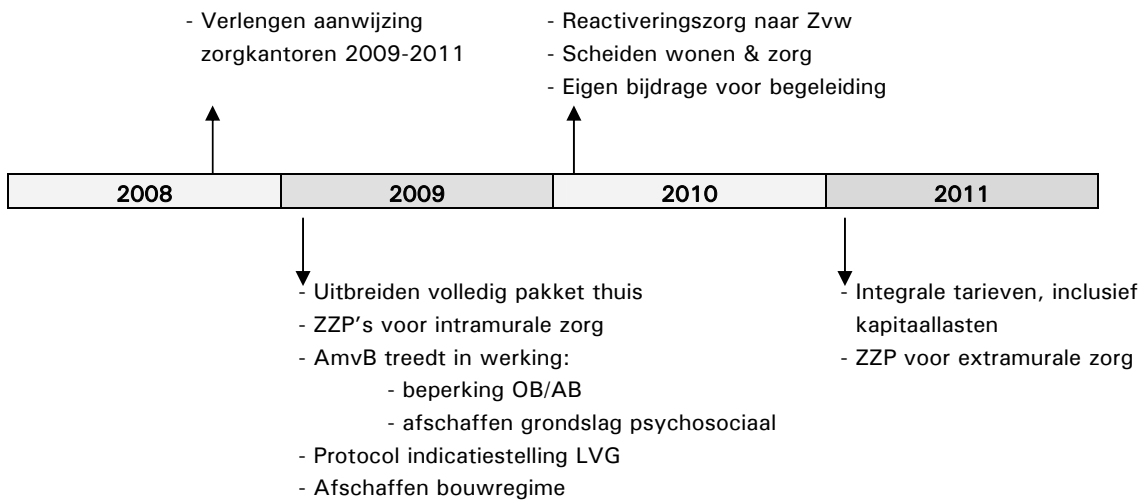 - Verlengen aanwijzing
zorgkantoren 2009-2011
- Reactiveringszorg naar Zvw
- Scheiden wonen & zorg
- Eigen bijdrage voor begeleiding
2008
2009
2010
2011
- Uitbreiden volledig pakket thuis
- ZZP's voor intramurale zorg
- AmvB treedt in werking:
- beperking OB/AB
- afschaffen grondslag psychosociaal
- Protocol indicatiestelling LVG
- Afschaffen bouwregime
- Integrale tarieven, inclusief
kapitaallasten
- ZZP voor extramurale zorg